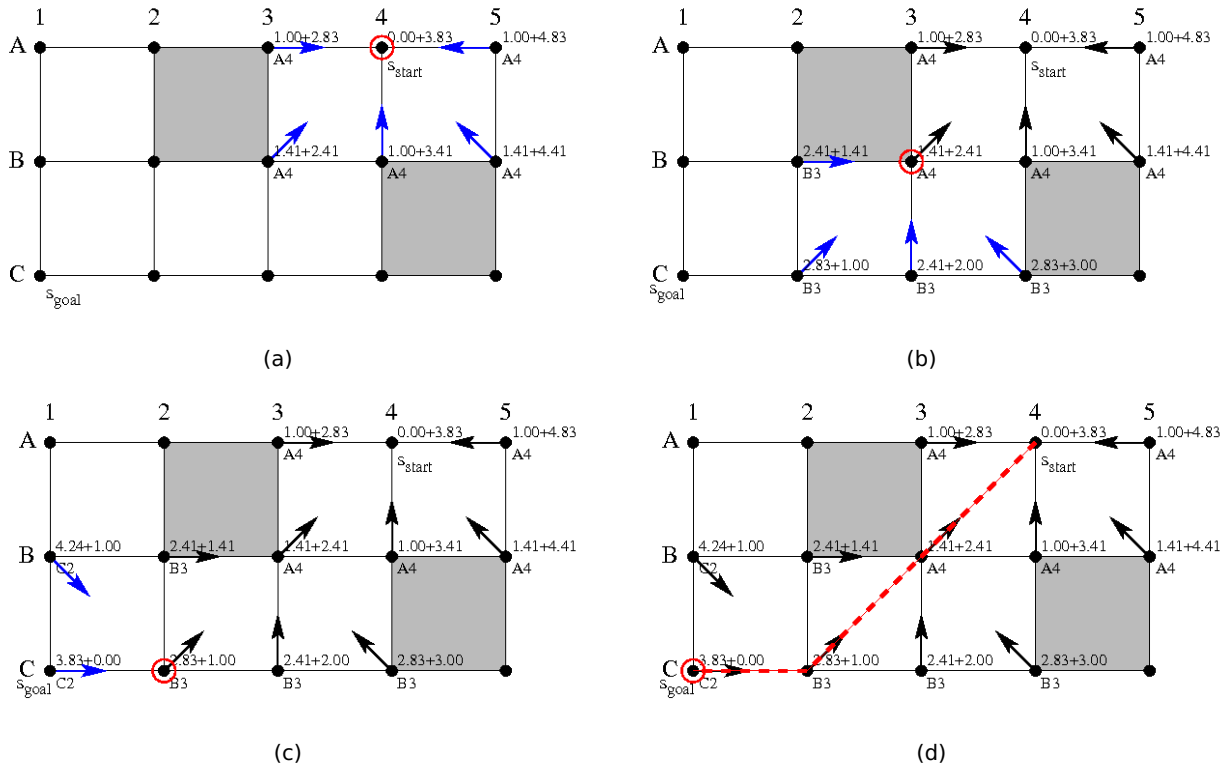 1 2 3 4 5
A 1.00+2.83 0.00+3.83 1.00+4.83
A4 s_start A4
B 1.41+2.41 1.00+3.41 1.41+4.41
A4 A4 A4
C
s_goal
(a)
1 2 3 4 5
A 1.00+2.83 0.00+3.83 1.00+4.83
A4 s_start A4
B 2.41+1.41 1.41+2.41 1.00+3.41 1.41+4.41
B3 A4 A4 A4
C 2.83+1.00 2.41+2.00 2.83+3.00
s_goal B3 B3 B3
(b)
1 2 3 4 5
A 1.00+2.83 0.00+3.83 1.00+4.83
A4 s_start A4
B 4.24+1.00 2.41+1.41 1.41+2.41 1.00+3.41 1.41+4.41
C2 B3 A4 A4 A4
C 3.83+0.00 2.83+1.00 2.41+2.00 2.83+3.00
s_goal C2 B3 B3 B3
(c)
1 2 3 4 5
A 1.00+2.83 0.00+3.83 1.00+4.83
A4 s_start A4
B 4.24+1.00 2.41+1.41 1.41+2.41 1.00+3.41 1.41+4.41
C2 B3 A4 A4 A4
C 3.83+0.00 2.83+1.00 2.41+2.00 2.83+3.00
s_goal C2 B3 B3 B3
(d)